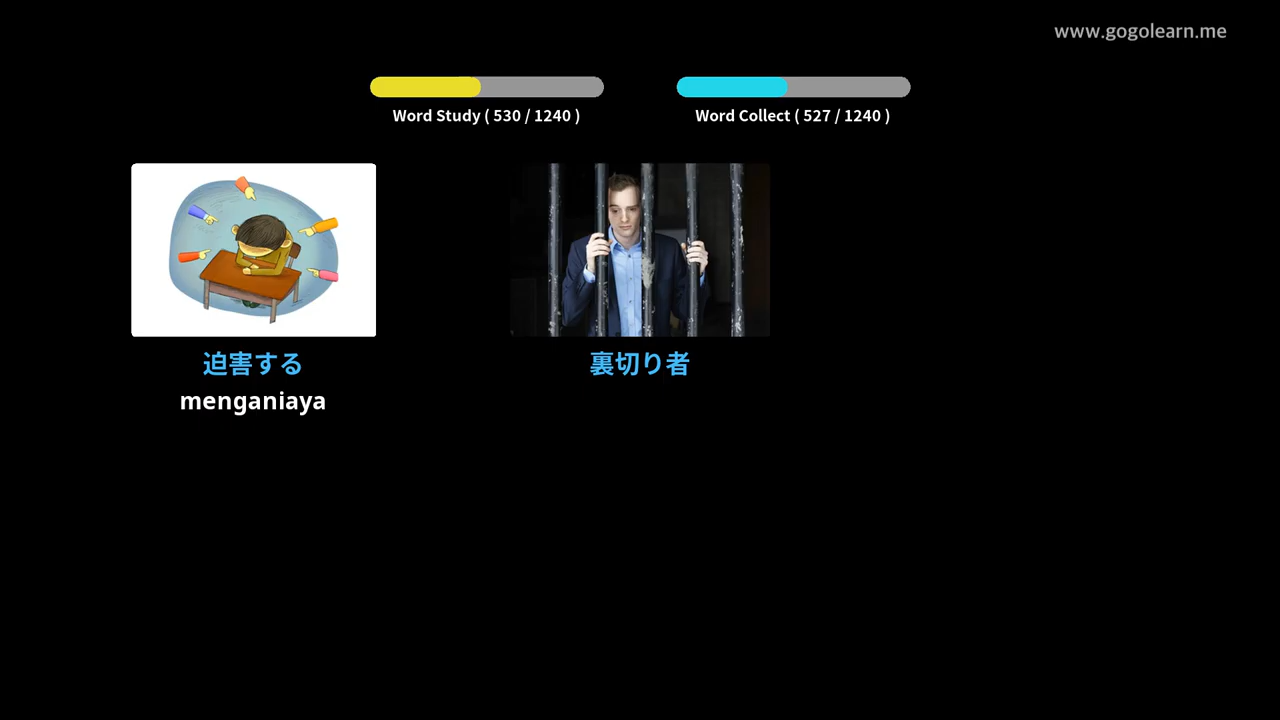 www.gogolearn.me
Word Study ( 530 / 1240 )
Word Collect ( 527 / 1240 )
迫害する
裏切り者
menganiaya